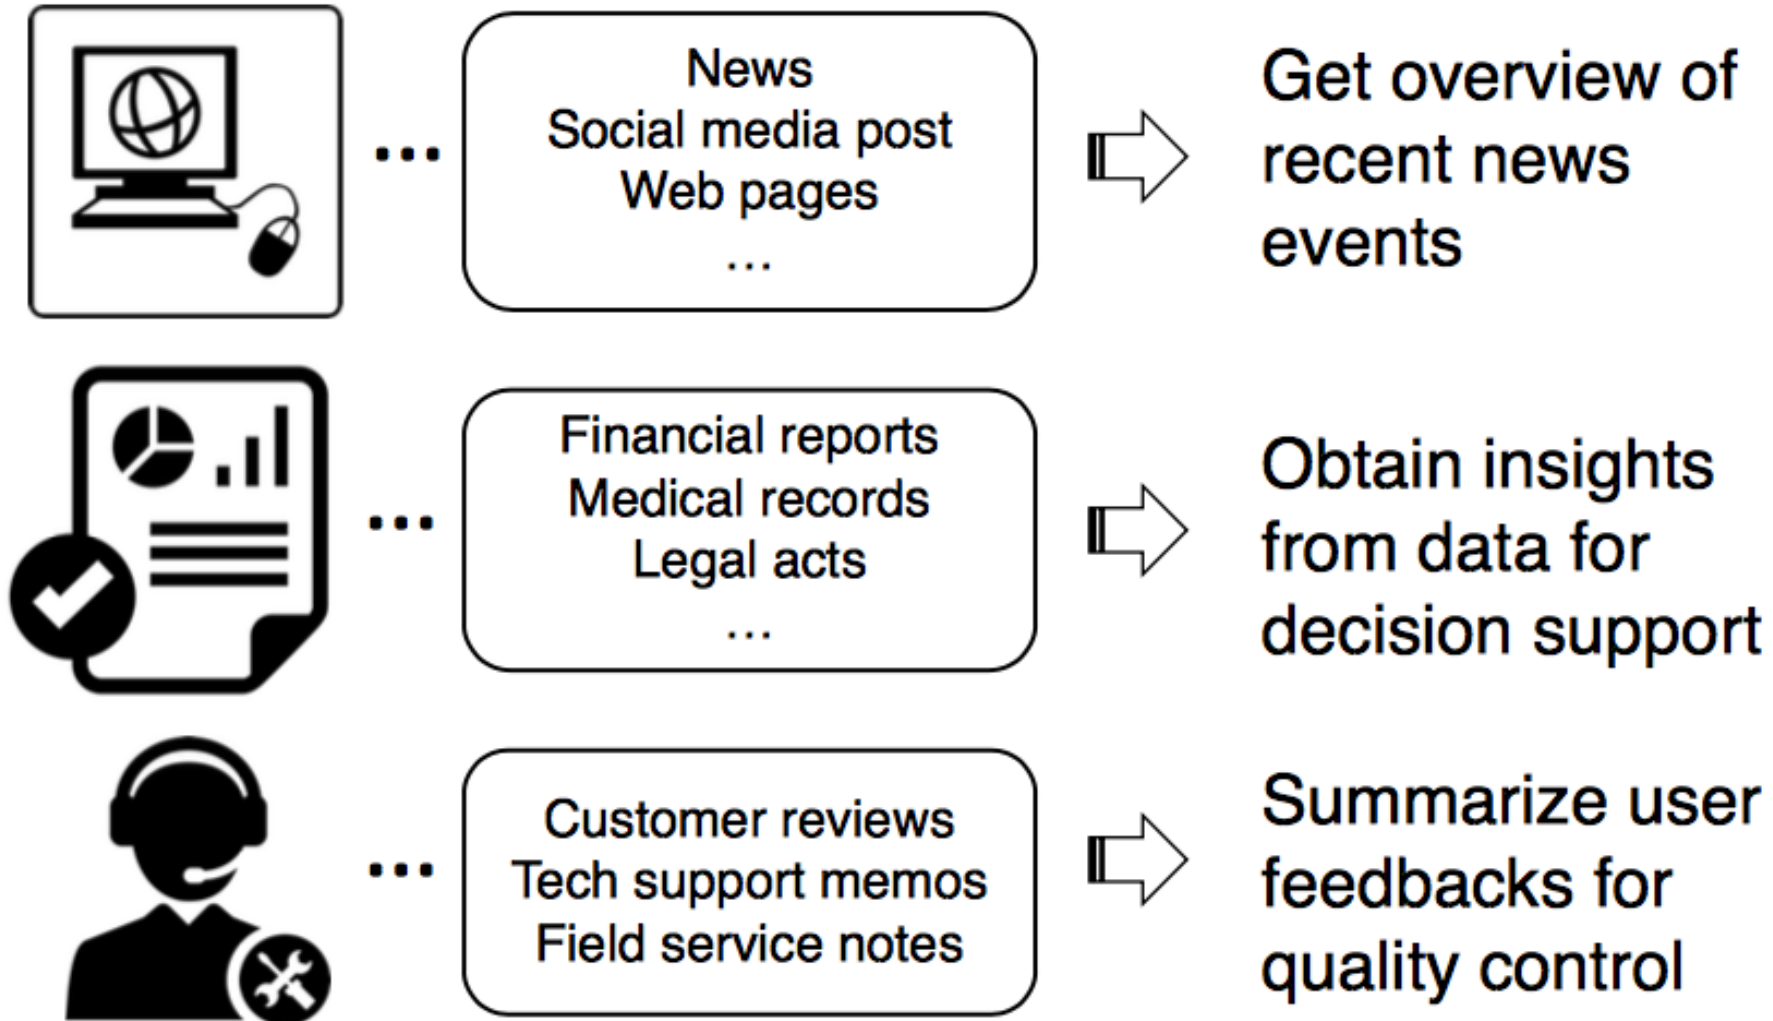 ...
News
Social media post
Web pages
...
Get overview of
recent news
events
...
Financial reports
Medical records
Legal acts
...
Obtain insights
from data for
decision support
...
Customer reviews
Tech support memos
Field service notes
Summarize user
feedbacks for
quality control